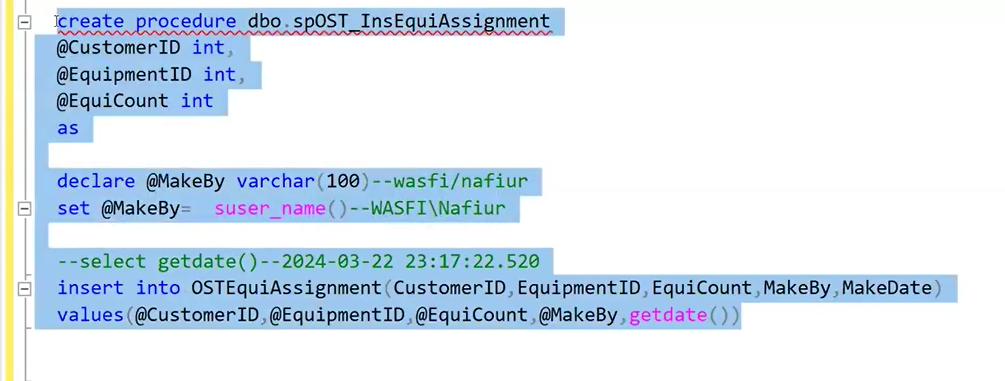 create procedure dbo.spOST_InsEquiAssignment
@CustomerID int,
@EquipmentID int,
@EquiCount int
as
declare @MakeBy varchar(100)--wasfi/nafiur
set @MakeBy=  suser_name()--WASFI\Nafiur
--select getdate()--2024-03-22 23:17:22.520
insert into OSTEquiAssignment(CustomerID,EquipmentID,EquiCount,MakeBy,MakeDate)
values(@CustomerID,@EquipmentID,@EquiCount,@MakeBy,getdate())